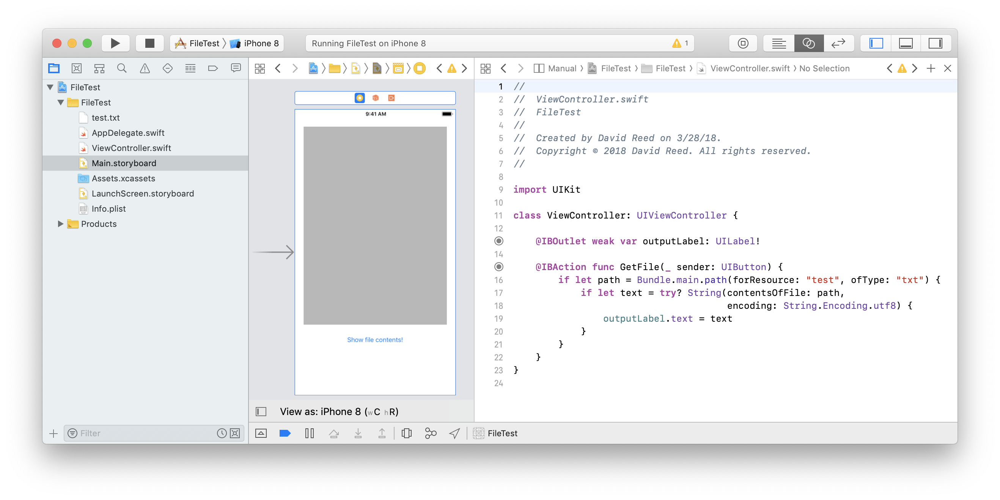 FileTest 〉 iPhone 8
Running FileTest on iPhone 8
1
Manual 〉 FileTest 〉 FileTest 〉 ViewController.swift 〉 No Selection
FileTest
FileTest
test.txt
AppDelegate.swift
ViewController.swift
Main.storyboard
Assets.xcassets
LaunchScreen.storyboard
Info.plist
Products
Filter
9:41 AM
Show file contents!
View as: iPhone 8 (wC hR)
1 //
2 //  ViewController.swift
3 //  FileTest
4 //
5 //  Created by David Reed on 3/28/18.
6 //  Copyright © 2018 David Reed. All rights reserved.
7 //
8
9 import UIKit
10
11 class ViewController: UIViewController {
12
@IBOutlet weak var outputLabel: UILabel!
14
@IBAction func GetFile(_ sender: UIButton) {
16 if let path = Bundle.main.path(forResource: "test", ofType: "txt") {
17 if let text = try? String(contentsOfFile: path,
18 encoding: String.Encoding.utf8) {
19 outputLabel.text = text
20 }
21 }
22 }
23 }
24
FileTest